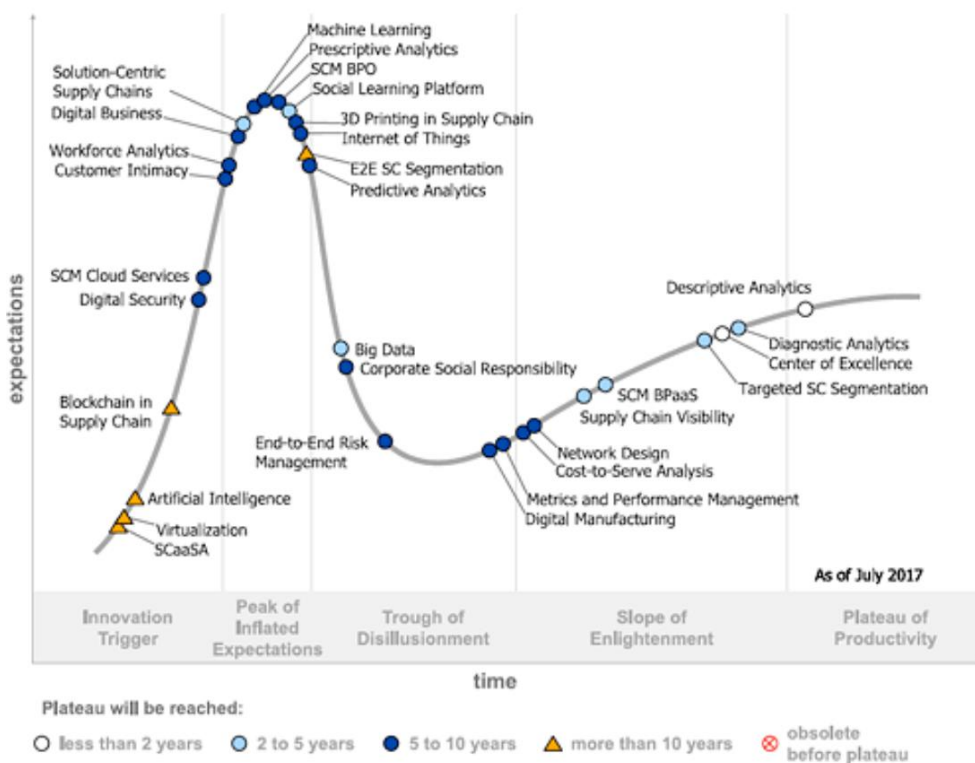 Machine Learning
Prescriptive Analytics
SCM BPO
Social Learning Platform
3D Printing in Supply Chain
Internet of Things
E2E SC Segmentation
Predictive Analytics
Solution-Centric
Supply Chains
Digital Business
Workforce Analytics
Customer Intimacy
SCM Cloud Services
Digital Security
Blockchain in
Supply Chain
Artificial Intelligence
Virtualization
SCaaSA
Big Data
Corporate Social Responsibility
End-to-End Risk
Management
Descriptive Analytics
Diagnostic Analytics
Center of Excellence
Targeted SC Segmentation
SCM BPaaS
Supply Chain Visibility
Network Design
Cost-to-Serve Analysis
Metrics and Performance Management
Digital Manufacturing
expectations
As of July 2017
Innovation
Trigger
Peak of
Inflated
Expectations
Trough of
Disillusionment
Slope of
Enlightenment
Plateau of
Productivity
time
Plateau will be reached:
less than 2 years
2 to 5 years
5 to 10 years
more than 10 years
obsolete
before plateau